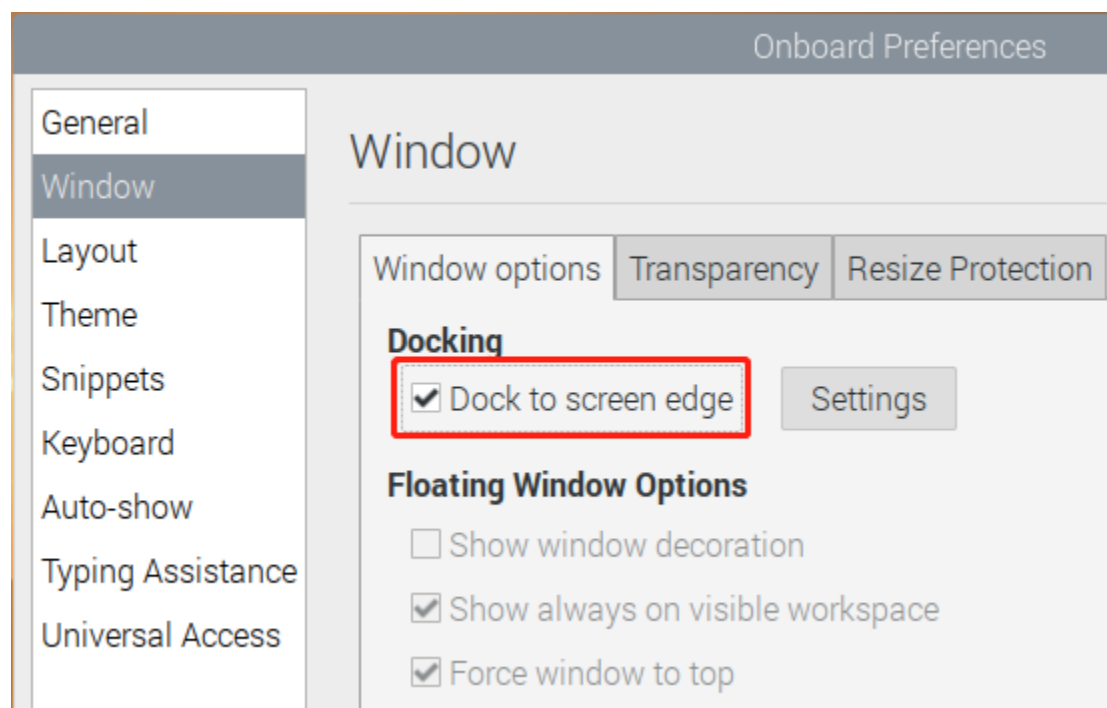 Onboard Preferences
General
Window
Layout
Theme
Snippets
Keyboard
Auto-show
Typing Assistance
Universal Access
Window
Window options Transparency Resize Protection
Docking
Dock to screen edge Settings
Floating Window Options
Show window decoration
Show always on visible workspace
Force window to top